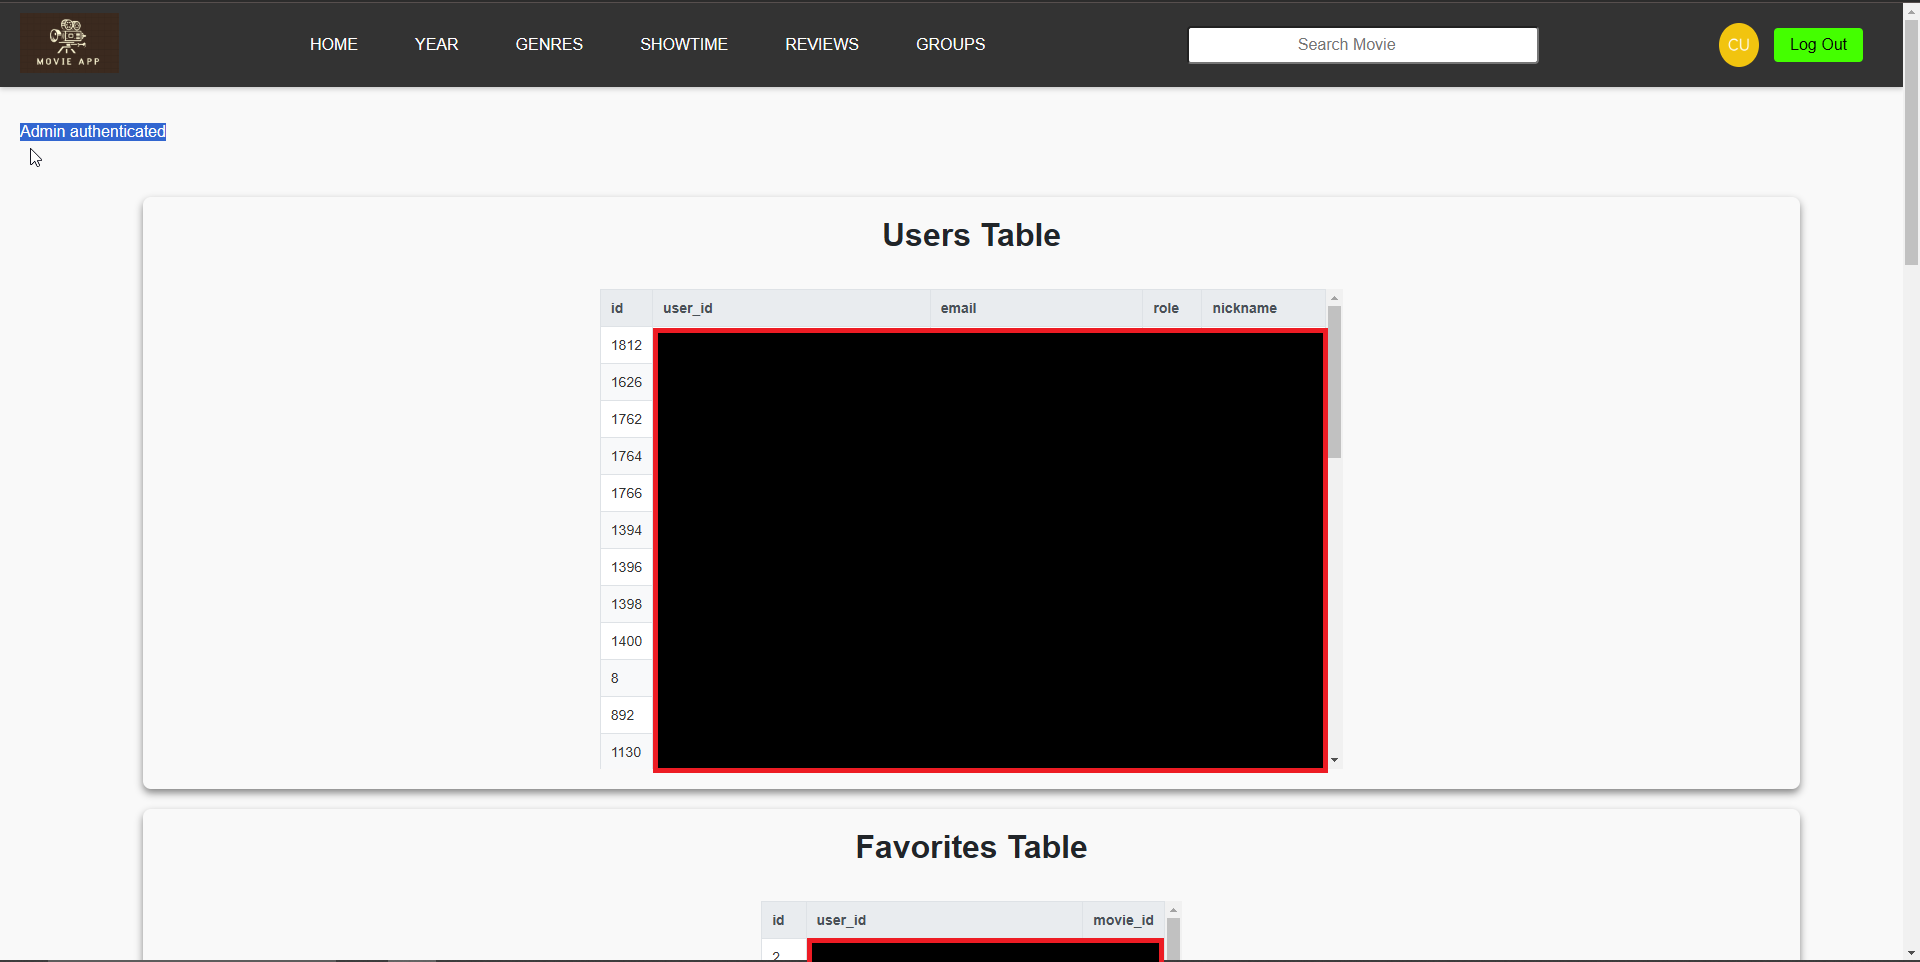 MOVIE APP
HOME YEAR GENRES SHOWTIME REVIEWS GROUPS Search Movie CU Log Out
Admin authenticated
Users Table
id user_id email role nickname
1812
1626
1762
1764
1766
1394
1396
1398
1400
8
892
1130
Favorites Table
id user_id movie_id
2